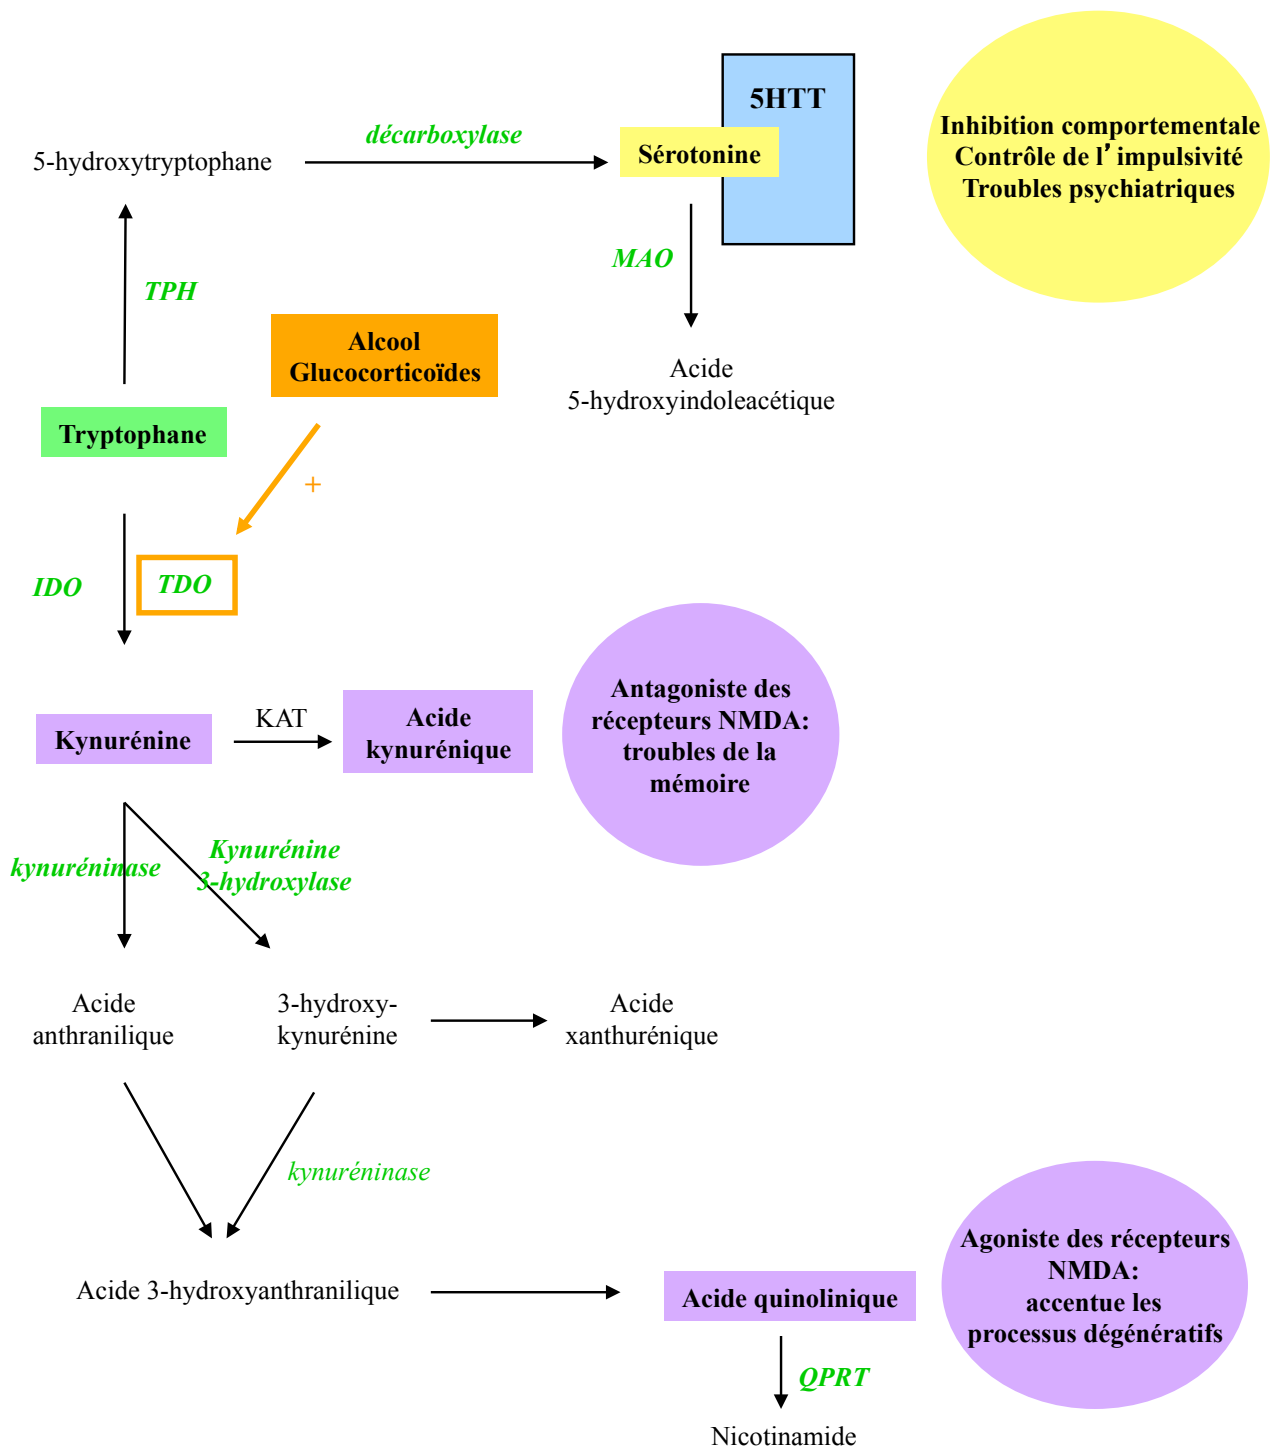 5HTT
Inhibition comportementale
Contrôle de l’impulsivité
Troubles psychiatriques
décarboxylase
5-hydroxytryptophane
Sérotonine
MAO
TPH
Alcool
Glucocorticoïdes
Acide
5-hydroxyindoleacétique
Tryptophane
+
IDO
TDO
Antagoniste des
récepteurs NMDA:
troubles de la
mémoire
Kynurénine
KAT
Acide
kynurénique
kynuréninase
Kynurénine
3-hydroxylase
Acide
anthranilique
3-hydroxy-
kynurénine
Acide
xanthurénique
kynuréninase
Acide 3-hydroxyanthranilique
Acide quinolinique
Agoniste des récepteurs
NMDA:
accentue les
processus dégénératifs
QPRT
Nicotinamide